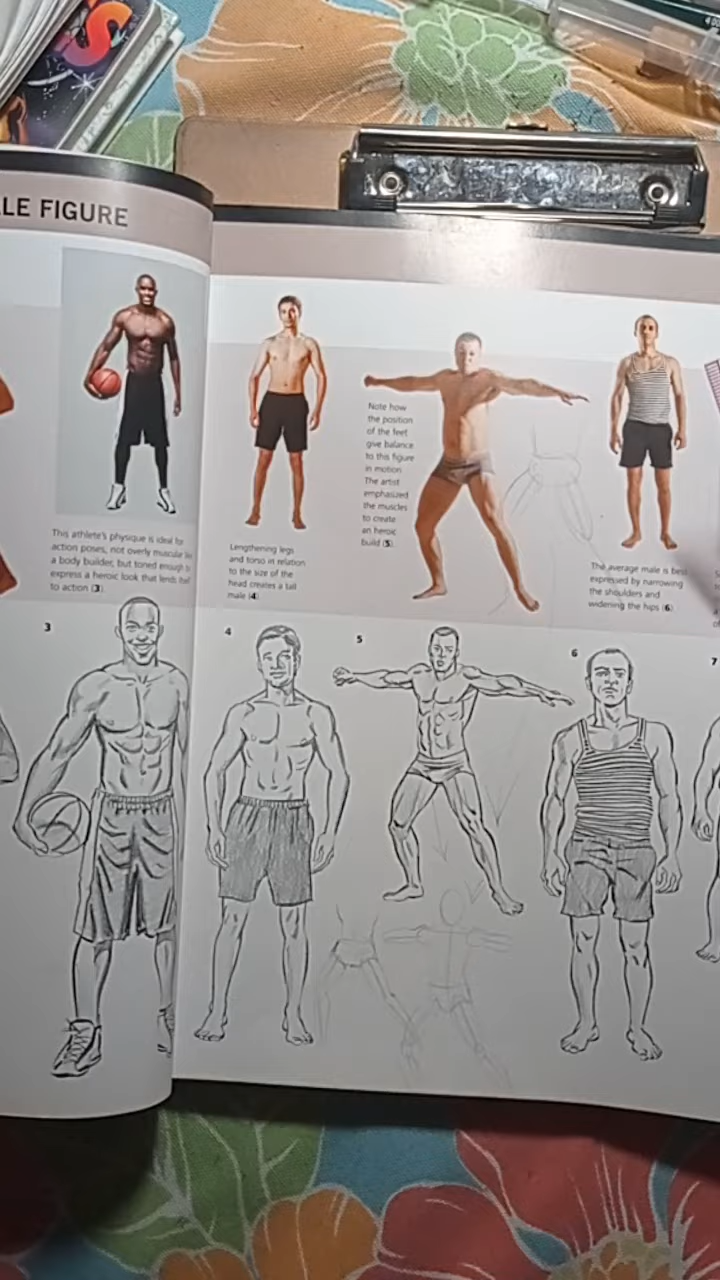 LE FIGURE
This athlete's physique is ideal for
action poses, not overly muscular like
a body builder, but toned enough to
express a heroic look that lends itself
to action (3).
Lengthening legs
and torso in relation
to the size of the
head creates a tall
male (4).
Note how
the position
of the feet
give balance
to this figure
in motion.
The artist
emphasized
the muscles
to create
an heroic
build (5).
The average male is best
expressed by narrowing
the shoulders and
widening the hips (6).
3
4
5
6
7